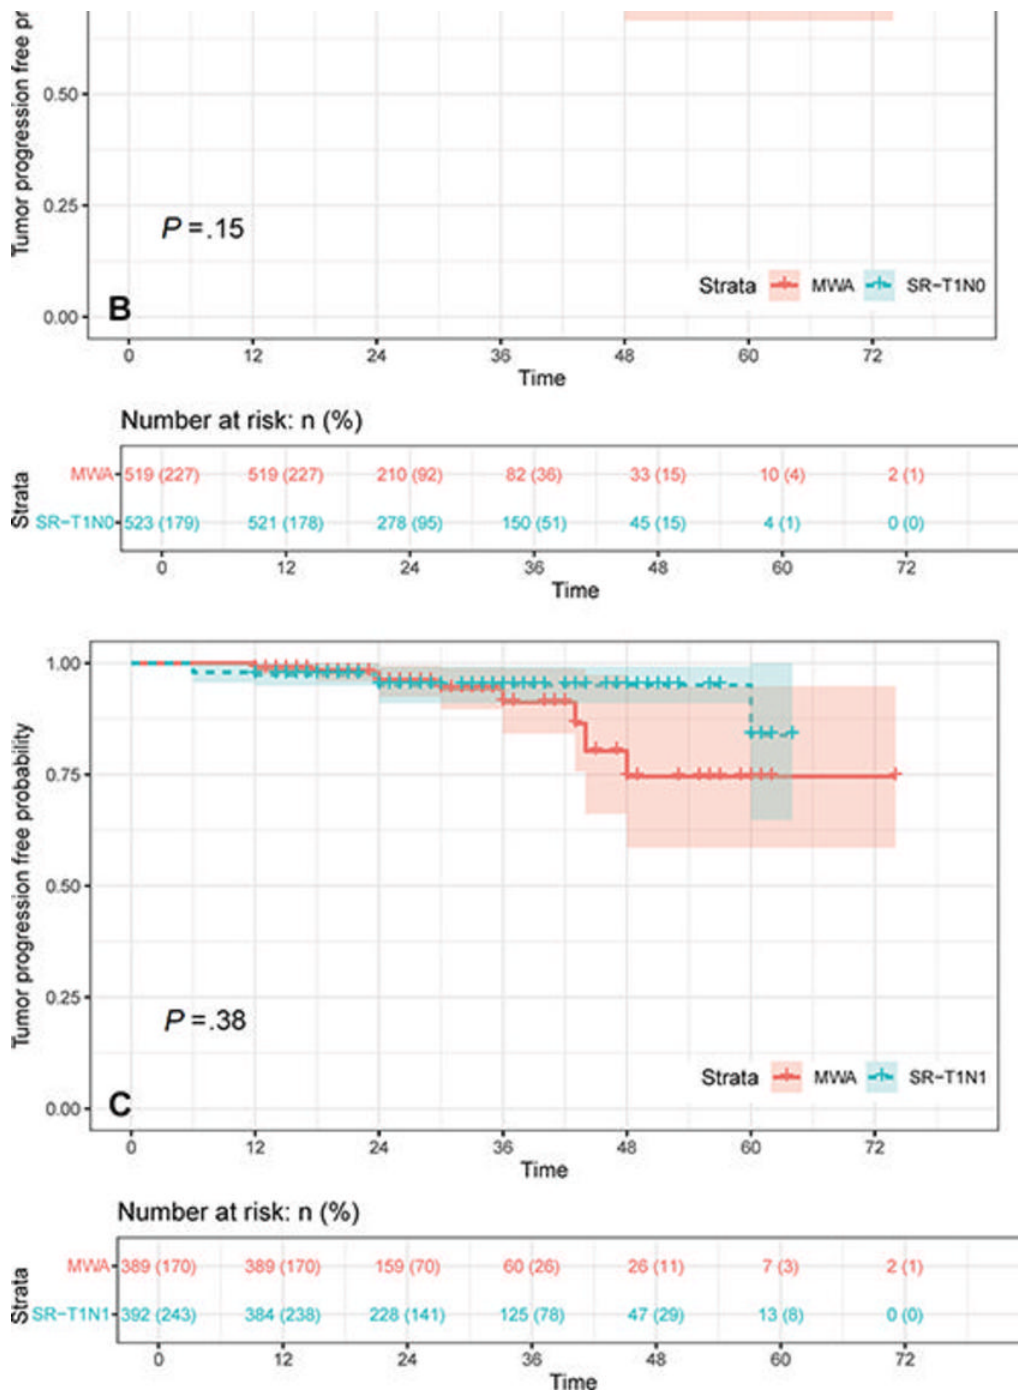 Tumor progression free pr
0.50
0.25
0.00
P =.15
B
Strata MWA SR-T1N0
0 12 24 36 48 60 72
Time
Number at risk: n (%)
Strata
MWA 519 (227) 519 (227) 210 (92) 82 (36) 33 (15) 10 (4) 2 (1)
SR-T1N0 523 (179) 521 (178) 278 (95) 150 (51) 45 (15) 4 (1) 0 (0)
0 12 24 36 48 60 72
Time
Tumor progression free probability
1.00
0.75
0.50
0.25
0.00
P =.38
C
Strata MWA SR-T1N1
0 12 24 36 48 60 72
Time
Number at risk: n (%)
Strata
MWA 389 (170) 389 (170) 159 (70) 60 (26) 26 (11) 7 (3) 2 (1)
SR-T1N1 392 (243) 384 (238) 228 (141) 125 (78) 47 (29) 13 (8) 0 (0)
0 12 24 36 48 60 72
Time